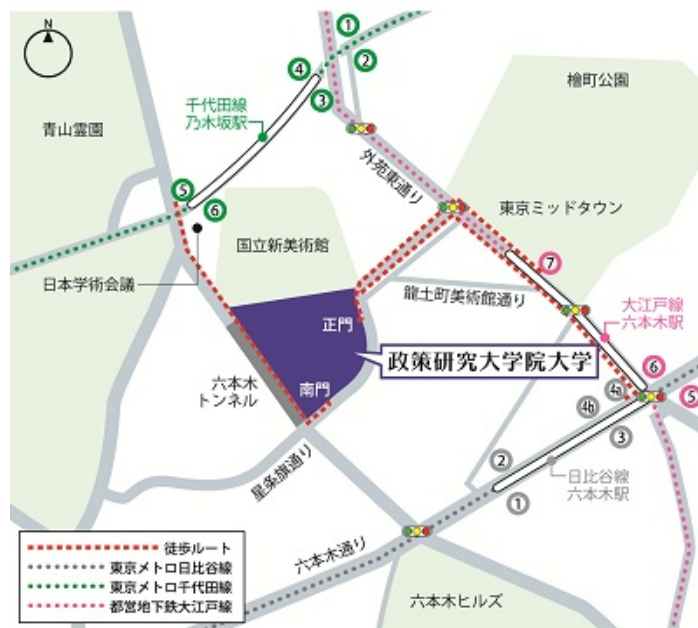 N
①
②
④
③
千代田線
乃木坂駅
檜町公園
青山霊園
外苑東通り
⑤
⑥
東京ミッドタウン
国立新美術館
日本学術会議
⑦
龍土町美術館通り
大江戸線
六本木駅
正門
政策研究大学院大学
六本木
トンネル
南門
⑥
4a
⑤
4b
③
②
①
日比谷線
六本木駅
星条旗通り
六本木通り
六本木ヒルズ
徒歩ルート
東京メトロ日比谷線
東京メトロ千代田線
都営地下鉄大江戸線